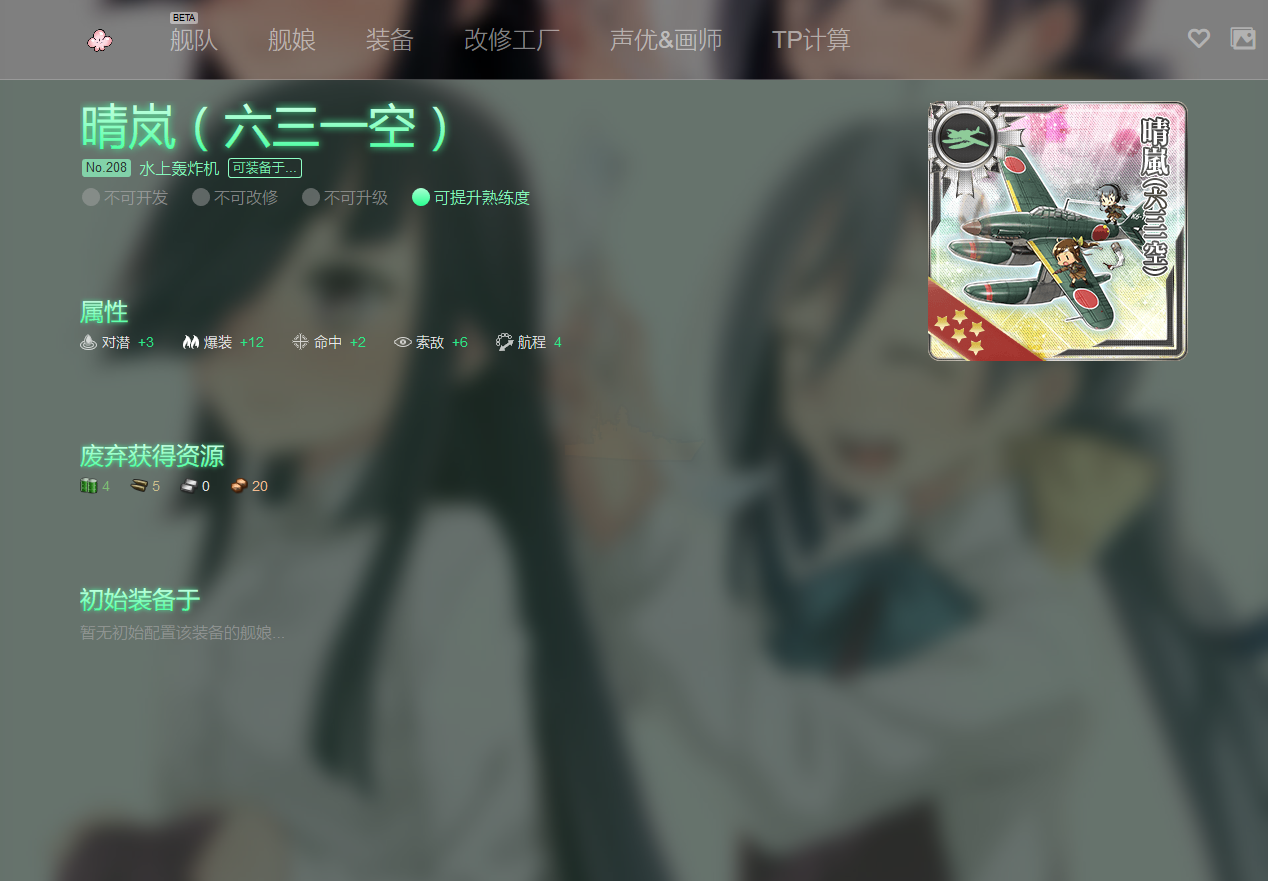 BETA
舰队 舰娘 装备 改修工厂 声优&画师 TP计算
晴岚（六三一空）
No.208 水上轰炸机 可装备于...
不可开发 不可改修 不可升级 可提升熟练度
晴嵐(六三一空)
属性
对潜 +3 爆装 +12 命中 +2 索敌 +6 航程 4
废弃获得资源
4 5 0 20
初始装备于
暂无初始配置该装备的舰娘...